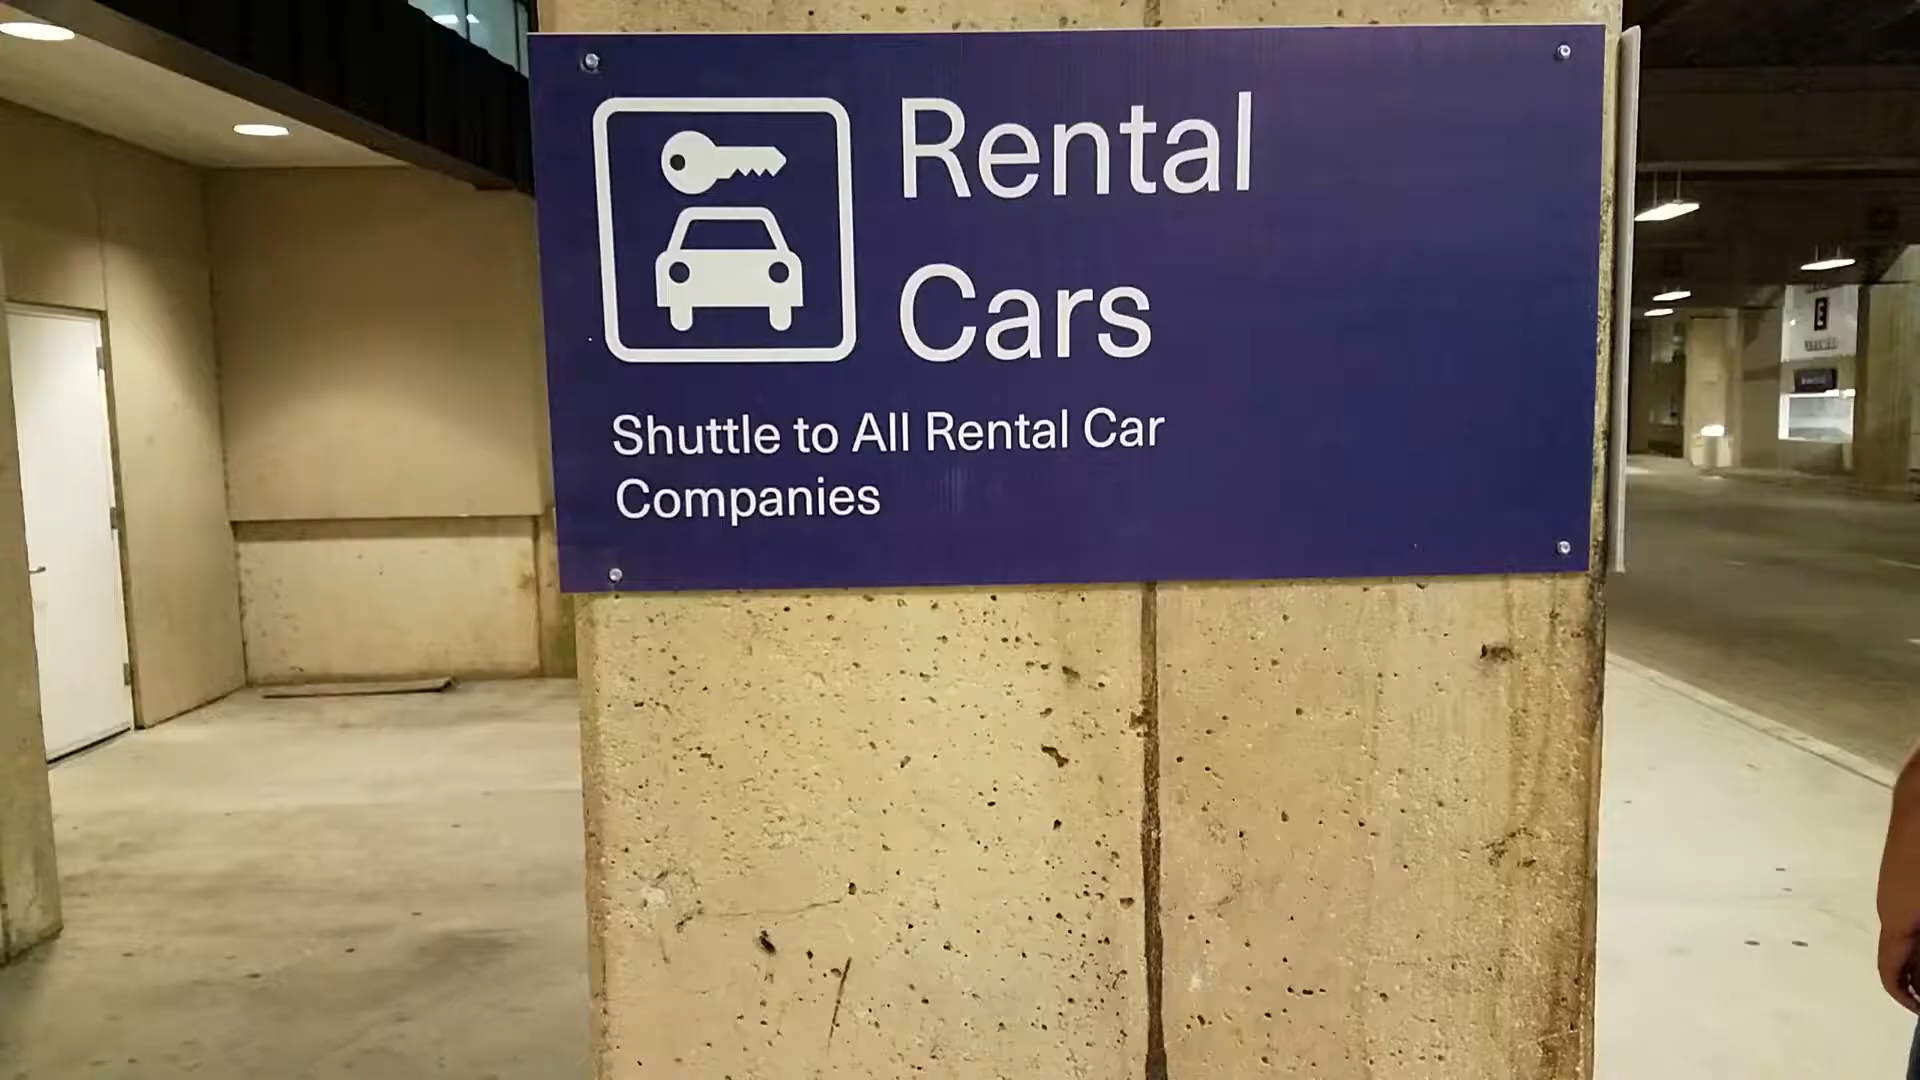 Rental
Cars
Shuttle to All Rental Car
Companies
E